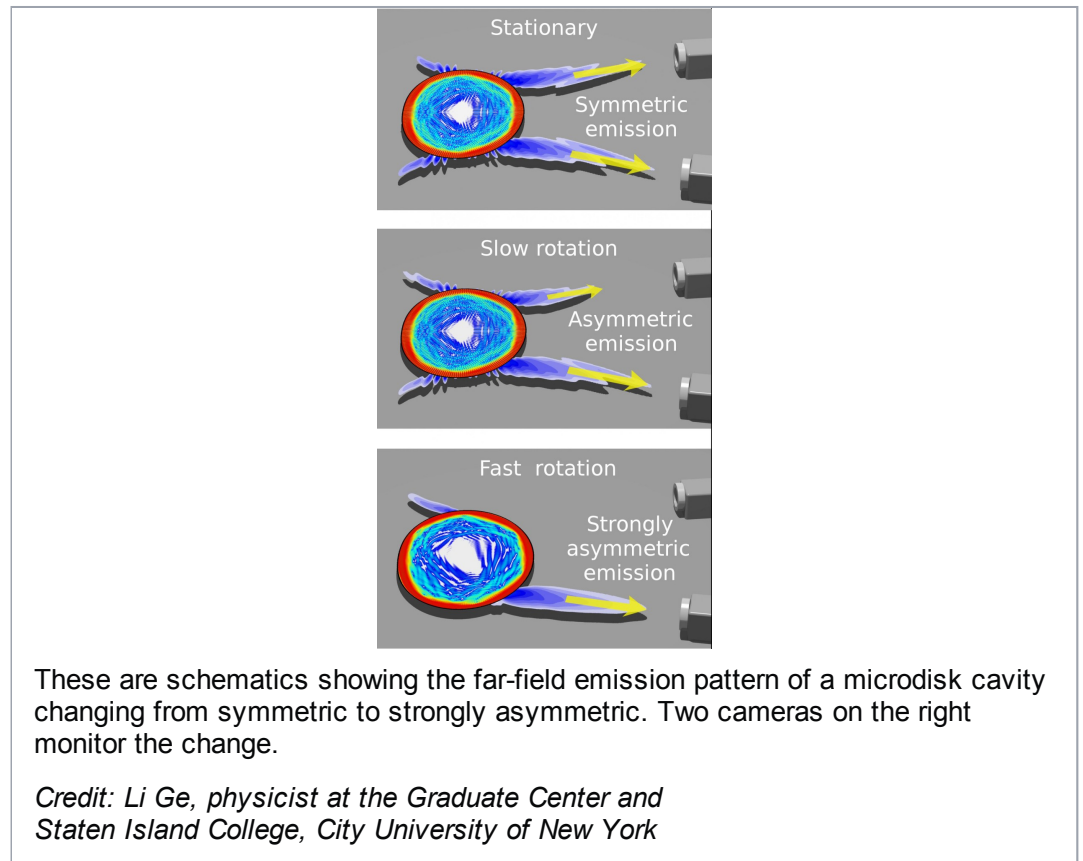 Stationary
Symmetric
emission
Slow rotation
Asymmetric
emission
Fast rotation
Strongly
asymmetric
emission
These are schematics showing the far-field emission pattern of a microdisk cavity
changing from symmetric to strongly asymmetric. Two cameras on the right
monitor the change.
Credit: Li Ge, physicist at the Graduate Center and
Staten Island College, City University of New York